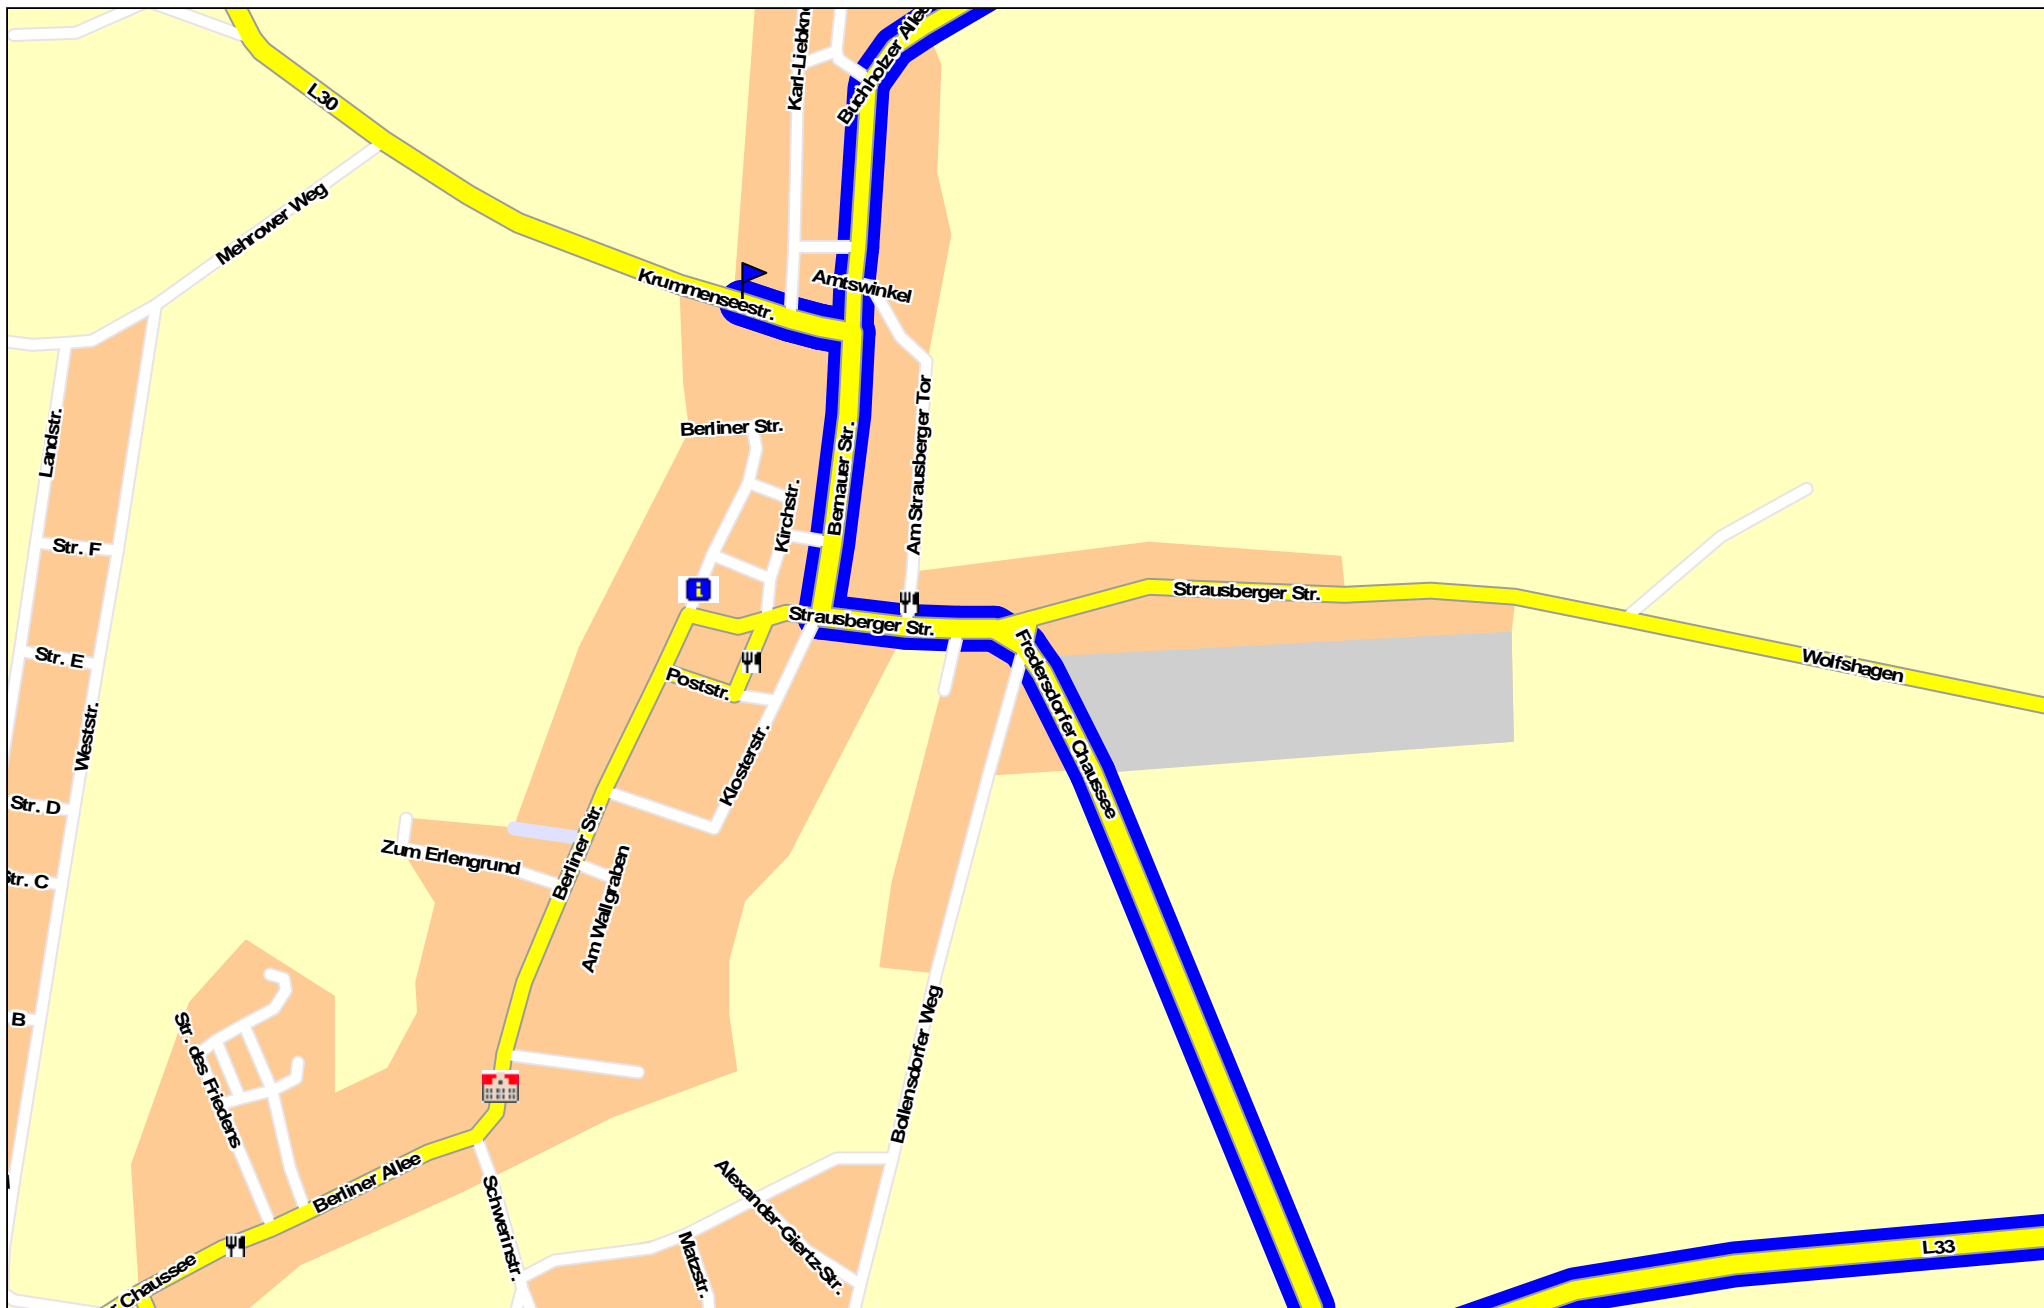 Karl-Liebkne
Buchholzer Allee
L30
Mehrower Weg
Krummenseestr.
Amtswinkel
Landstr.
Berliner Str.
Bernauer Str.
Am Strausberger Tor
Kirchstr.
Str. F
Strausberger Str.
Strausberger Str.
Str. E
Poststr.
Fredersdorfer Chaussee
Wolfshagen
Weststr.
Klosterstr.
Str. D
Berliner Str.
Zum Erlengrund
Str. C
Am Wallgraben
B
Str. des Friedens
Bollensdorfer Weg
Berliner Allee
Schwerinstr.
Alexander-Giertz-Str.
Matzstr.
Chaussee
L33